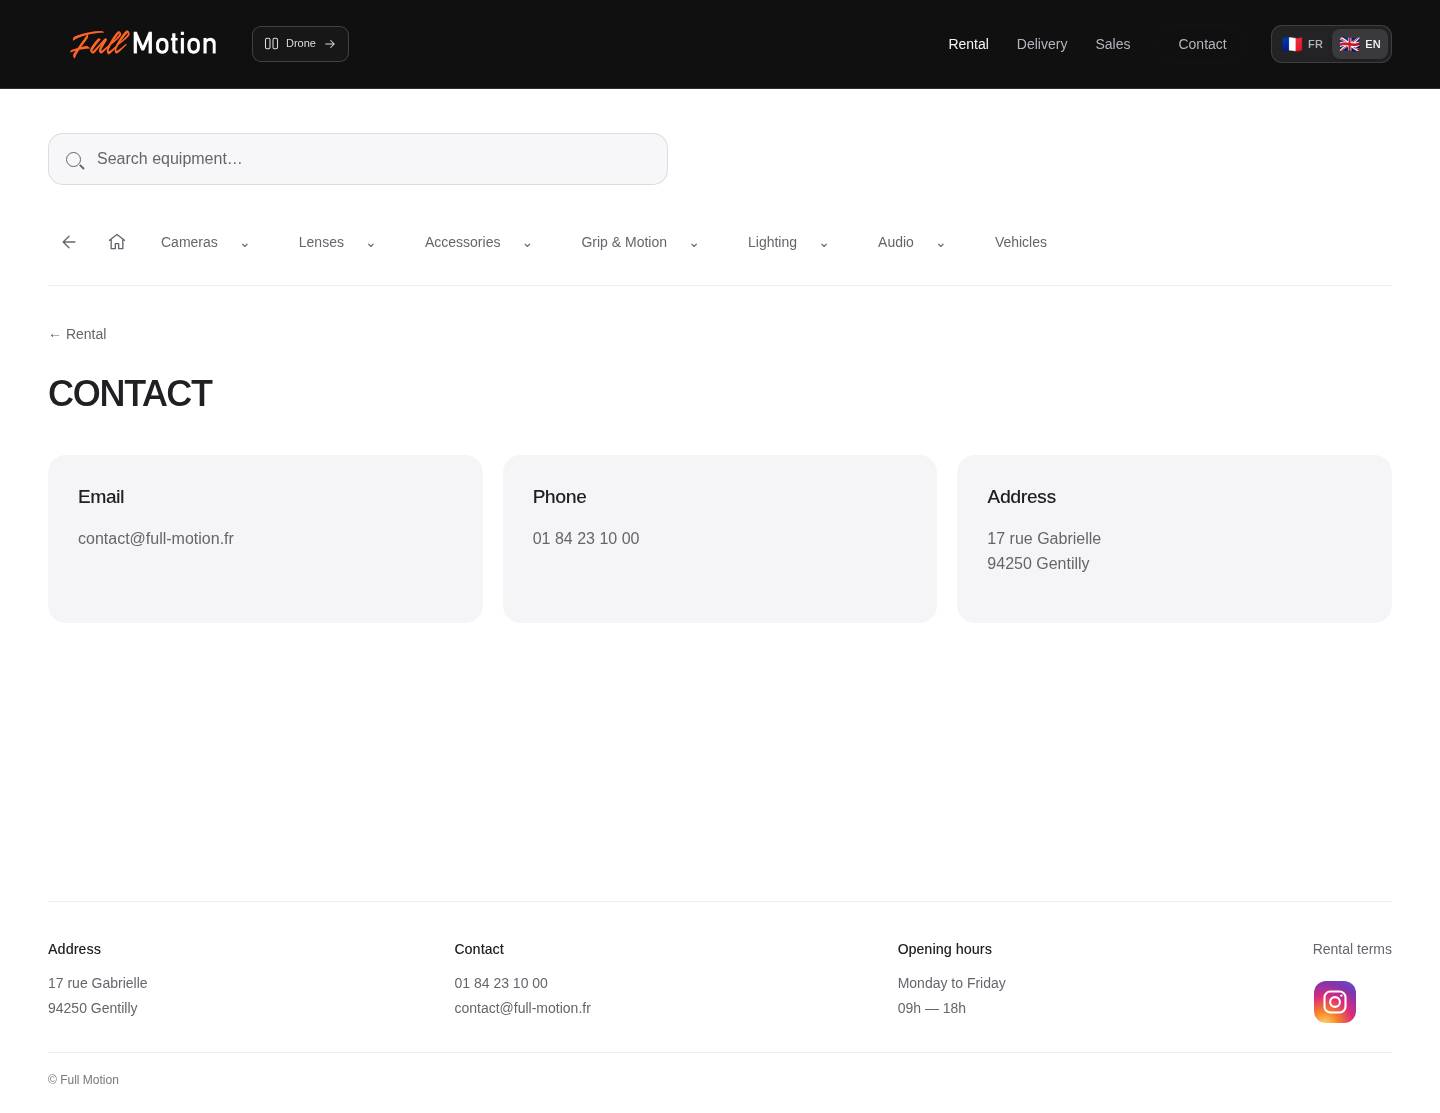 Full Motion
Drone →
Rental
Delivery
Sales
Contact
FR
EN
Search equipment…
Cameras
Lenses
Accessories
Grip & Motion
Lighting
Audio
Vehicles
← Rental
CONTACT
Email
contact@full-motion.fr
Phone
01 84 23 10 00
Address
17 rue Gabrielle
94250 Gentilly
Address
17 rue Gabrielle
94250 Gentilly
Contact
01 84 23 10 00
contact@full-motion.fr
Opening hours
Monday to Friday
09h — 18h
Rental terms
© Full Motion